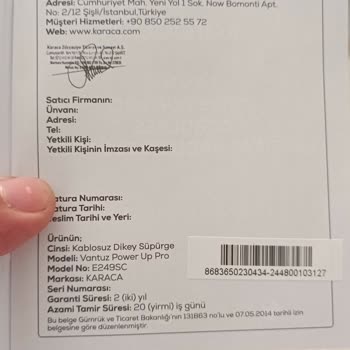 Adresi: Cumhuriyet Mah. Yeni Yol 1 Sok. Now Bomonti Apt.
No: 2/12 Şişli/İstanbul,Türkiye
Müşteri Hizmetleri: +90 850 252 55 72
Web: www.karaca.com
Satıcı Firmanın:
Ünvanı:
Adresi:
Tel:
Yetkili Kişi:
Yetkili Kişinin İmzası ve Kaşesi:
atura Numarası:
atura Tarihi:
eslim Tarihi ve Yeri:
Ürünün;
Cinsi: Kablosuz Dikey Süpürge
Modeli: Vantuz Power Up Pro
Model No: E249SC
Markası: KARACA
Seri Numarası:
Garanti Süresi: 2 (iki) yıl
Azami Tamir Süresi: 20 (yirmi) iş günü
Bu belge Gümrük ve Ticaret Bakanlığı'nın 131863 no'lu ve 07.05.2014 tarihli izin
belgesine göre düzenlenmiştir.
8683650230434-244800103127